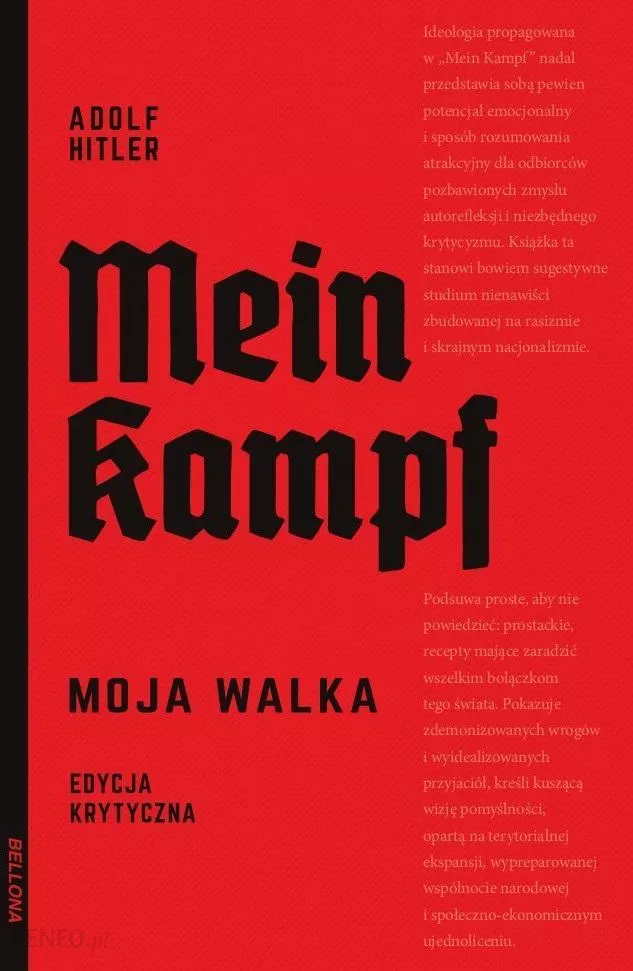 ADOLF
HITLER
Mein
Kampf
MOJA WALKA
EDYCJA
KRYTYCZNA
Ideologia propagowana
w „Mein Kampf” nadal
przedstawia sobą pewien
potencjał emocjonalny
i sposób rozumowania
atrakcyjny dla odbiorców
pozbawionych zmysłu
autorefleksji i niezbędnego
krytycyzmu. Książka ta
stanowi bowiem sugestywne
studium nienawiści
zbudowanej na rasizmie
i skrajnym nacjonalizmie.
Podsuwa proste, aby nie
powiedzieć: prostackie,
recepty mające zaradzić
wszelkim bolączkom
tego świata. Pokazuje
zdemonizowanych wrogów
i wyidealizowanych
przyjaciół, kreśli kuszącą
wizję pomyślności,
opartą na terytorialnej
ekspansji, wypreparowanej
wspólnocie narodowej
i społeczno-ekonomicznym
ujednoliceniu.
BELLONA
CENEO.pl